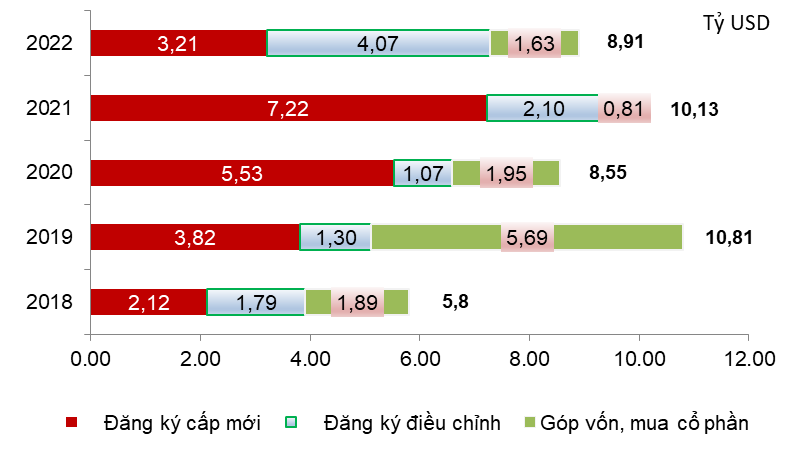 Tỷ USD
2022 3,21 4,07 1,63 8,91
2021 7,22 2,10 0,81 10,13
2020 5,53 1,07 1,95 8,55
2019 3,82 1,30 5,69 10,81
2018 2,12 1,79 1,89 5,8
0.00 2.00 4.00 6.00 8.00 10.00 12.00
Đăng ký cấp mới Đăng ký điều chỉnh Góp vốn, mua cổ phần